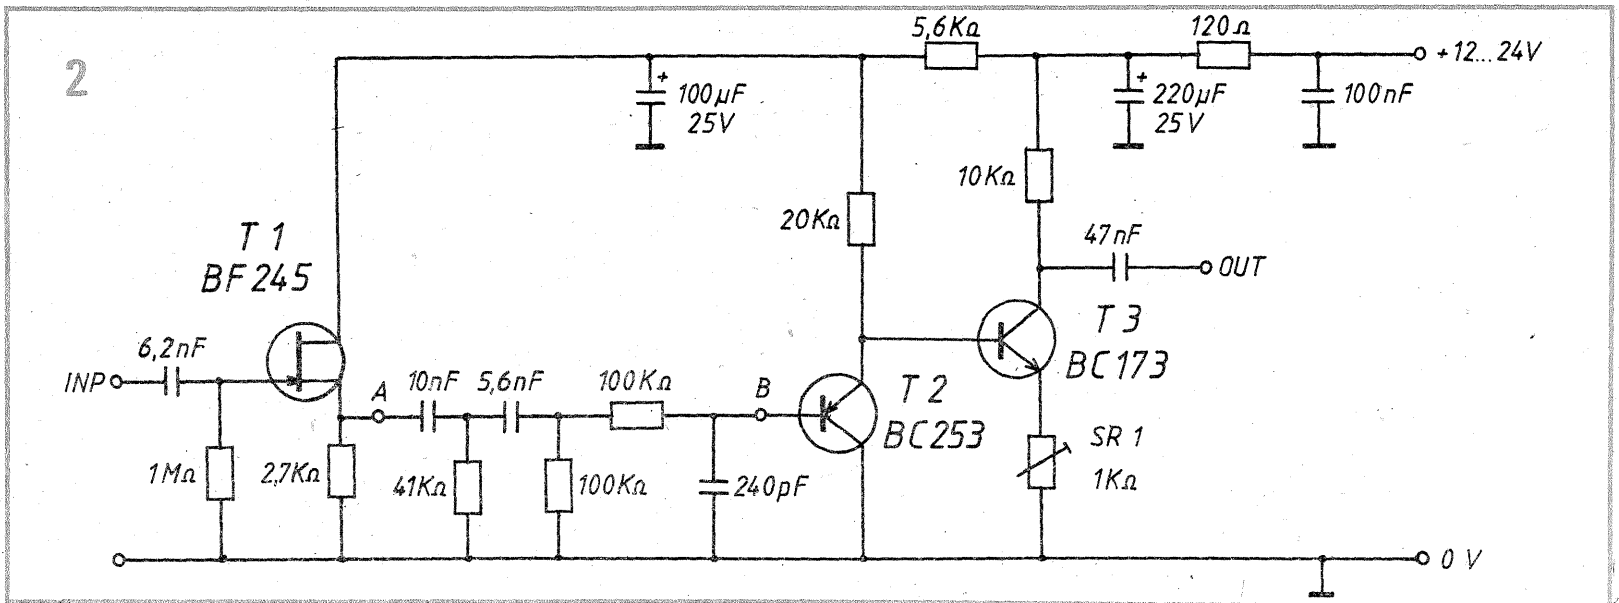 2
5,6KΩ
120Ω
+12...24V
100µF
25V
220µF
25V
100nF
10KΩ
20KΩ
47nF
OUT
T 1
BF 245
T 3
BC 173
6,2nF
INP
A
10nF
5,6nF
100KΩ
B
T 2
BC 253
SR 1
1KΩ
1MΩ
2,7KΩ
41KΩ
100KΩ
240pF
0 V